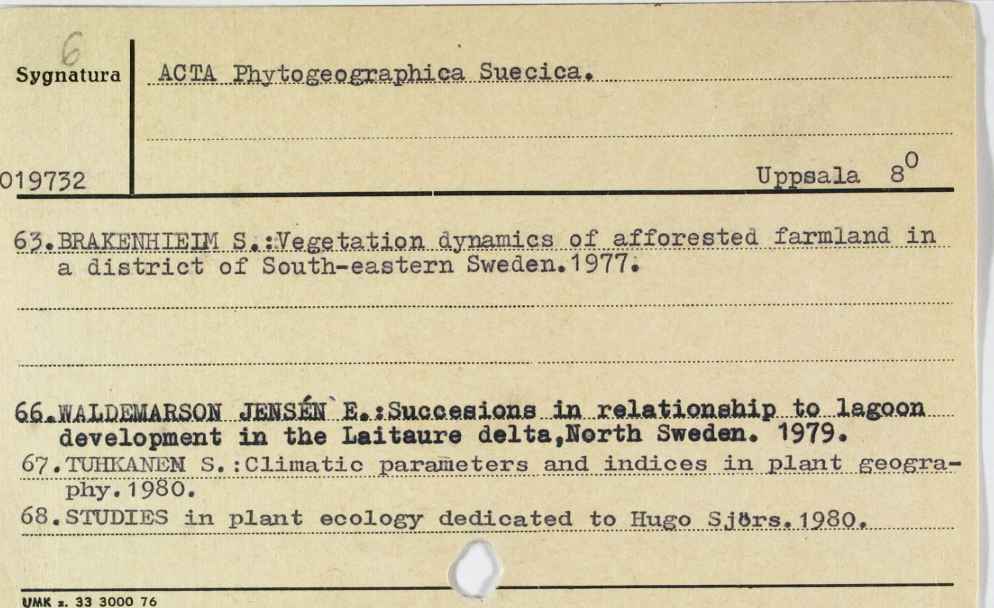 6
Sygnatura
ACTA Phytogeographica Suecica.
019732
Uppsala 8⁰
63.BRAKENHIEIM S.:Vegetation dynamics of afforested farmland in
a district of South-eastern Sweden.1977.
66.WALDEMARSON JENSÉN E.:Succesions in relationship to lagoon
development in the Laitaure delta,North Sweden. 1979.
67.TUHKANEN S.:Climatic parameters and indices in plant geogra-
phy.1980.
68.STUDIES in plant ecology dedicated to Hugo Sjörs.1980.
UMK z. 33 3000 76